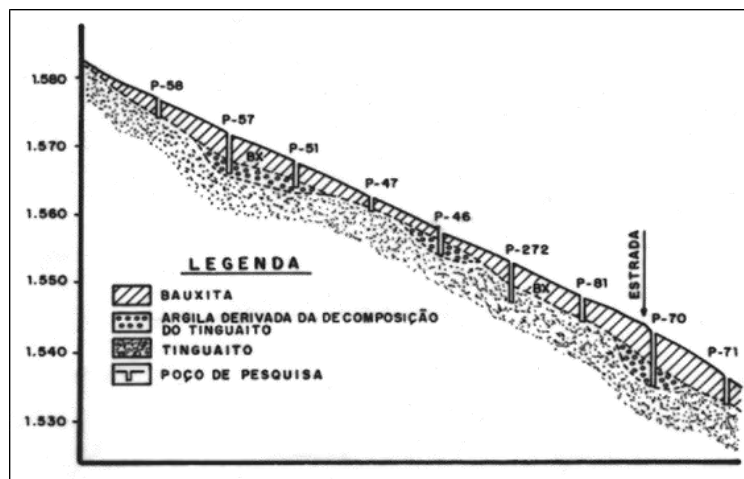 1.580
1.570
1.560
1.550
1.540
1.530
P-58
P-57
BX
P-51
P-47
P-46
P-272
BX
P-81
ESTRADA
P-70
P-71
LEGENDA
BAUXITA
ARGILA DERIVADA DA DECOMPOSIÇÃO
DO TINGUAITO
TINGUAITO
POÇO DE PESQUISA